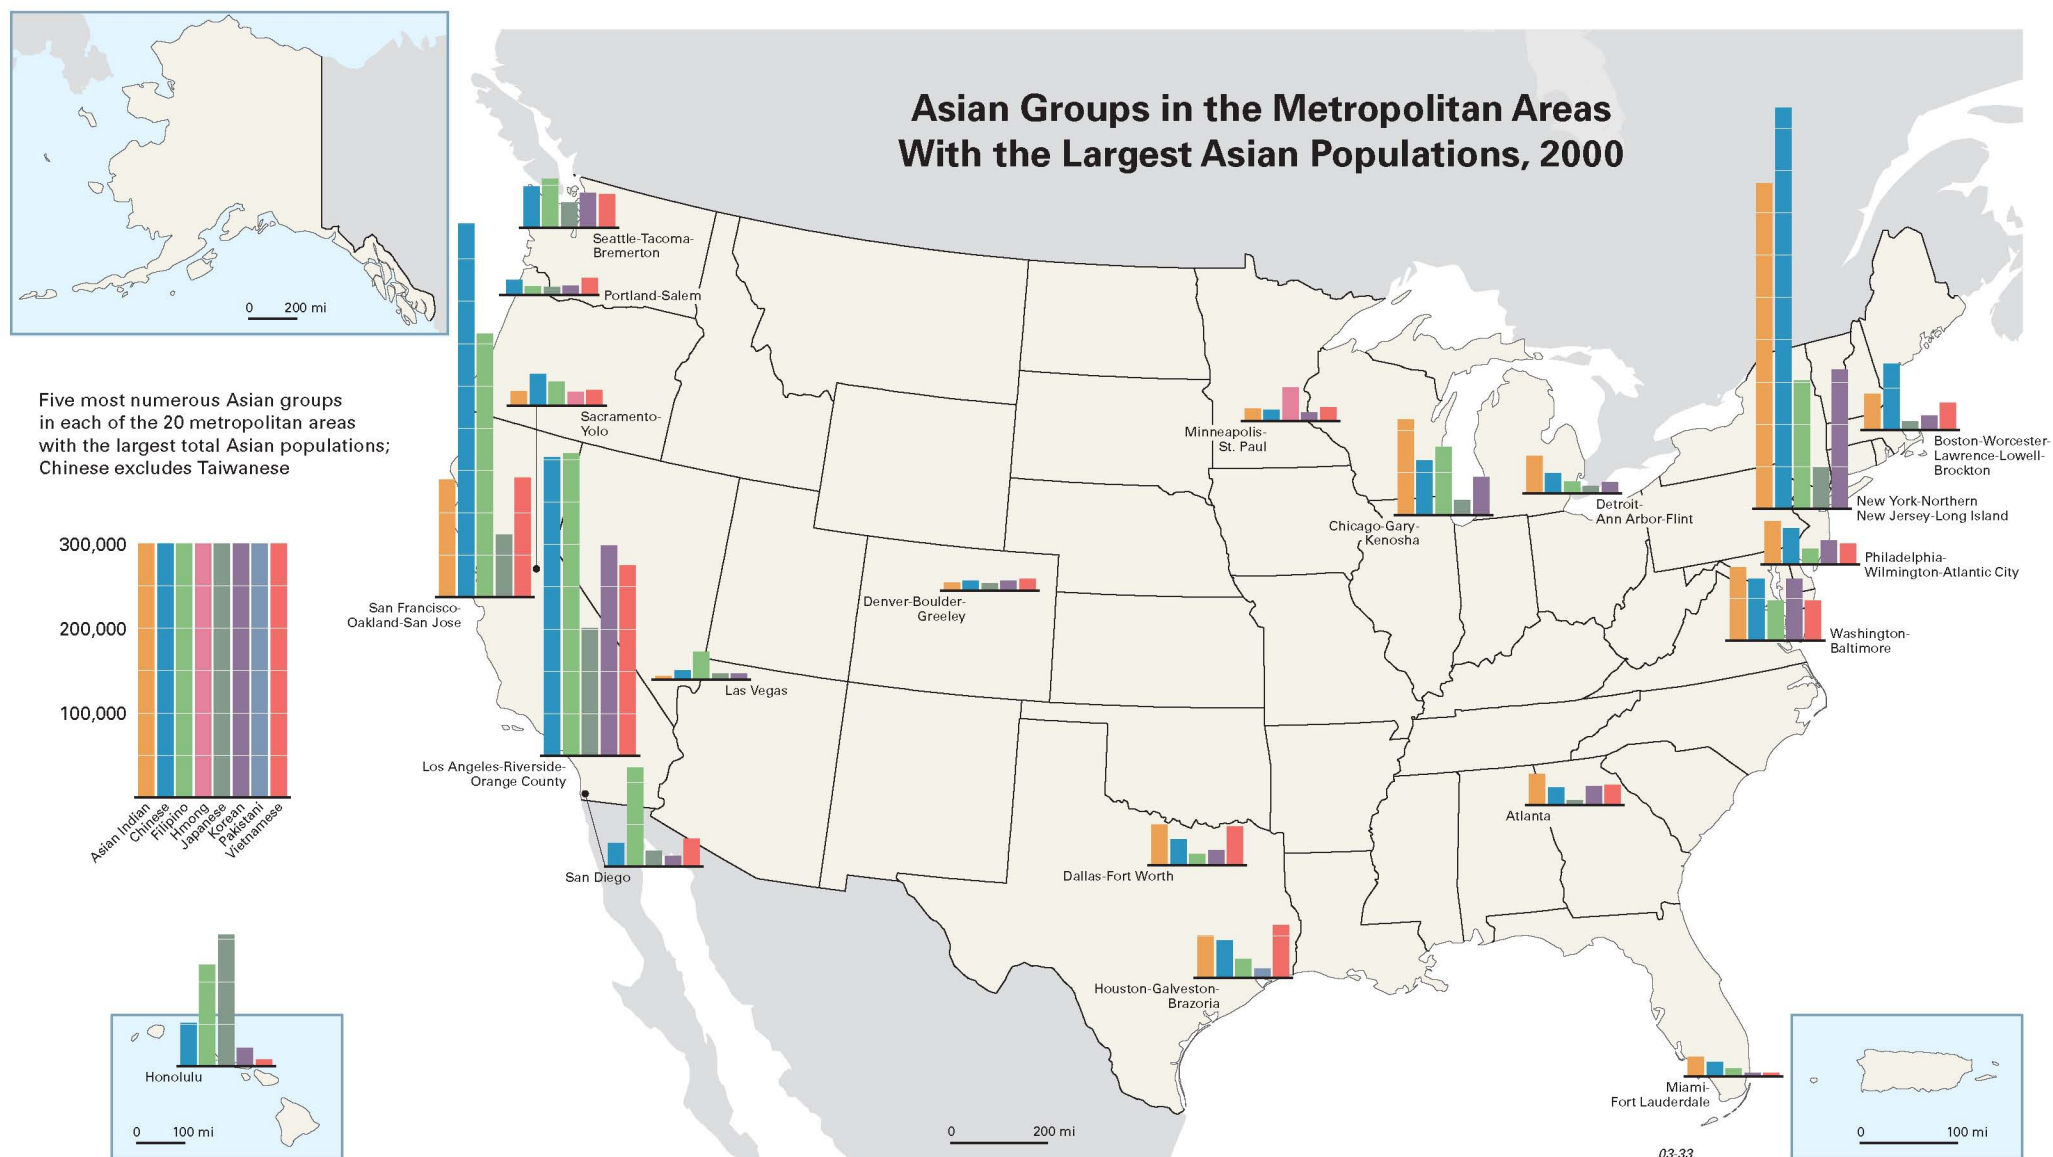 Asian Groups in the Metropolitan Areas
With the Largest Asian Populations, 2000
0 200 mi
Five most numerous Asian groups
in each of the 20 metropolitan areas
with the largest total Asian populations;
Chinese excludes Taiwanese
300,000
200,000
100,000
Asian Indian
Chinese
Filipino
Hmong
Japanese
Korean
Pakistani
Vietnamese
Seattle-Tacoma-
Bremerton
Portland-Salem
Sacramento-
Yolo
San Francisco-
Oakland-San Jose
Las Vegas
Los Angeles-Riverside-
Orange County
San Diego
Denver-Boulder-
Greeley
Minneapolis-
St. Paul
Chicago-Gary-
Kenosha
Detroit-
Ann Arbor-Flint
Boston-Worcester-
Lawrence-Lowell-
Brockton
New York-Northern
New Jersey-Long Island
Philadelphia-
Wilmington-Atlantic City
Washington-
Baltimore
Atlanta
Dallas-Fort Worth
Houston-Galveston-
Brazoria
Miami-
Fort Lauderdale
Honolulu
0 100 mi
0 200 mi
0 100 mi
03-33